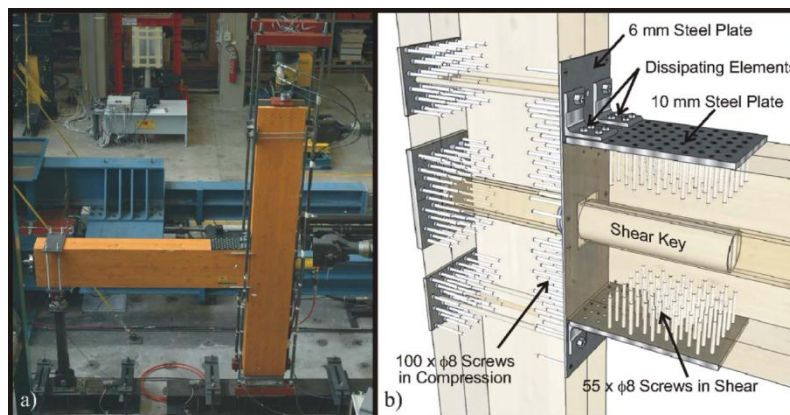 a)
6 mm Steel Plate
Dissipating Elements
10 mm Steel Plate
Shear Key
100 x ϕ8 Screws
in Compression
55 x ϕ8 Screws in Shear
b)